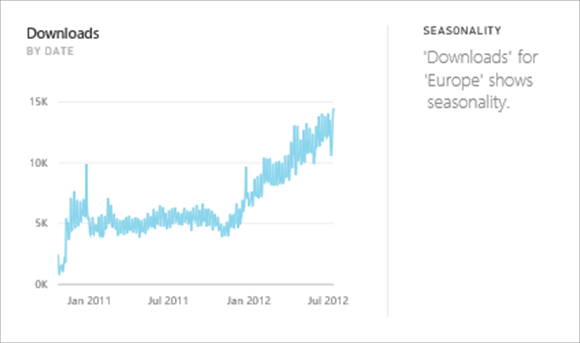 Downloads
BY DATE
15K
10K
5K
0K
Jan 2011 Jul 2011 Jan 2012 Jul 2012
SEASONALITY
'Downloads' for
'Europe' shows
seasonality.